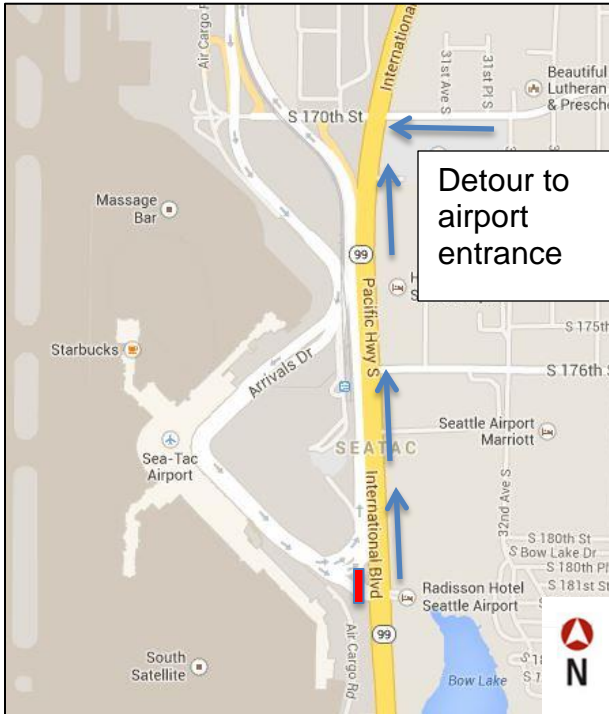 Air Cargo R
International
31st Ave S
31st Pl S
Beautiful
Lutheran
& Presch
S 170th St
Detour to
airport
entrance
Massage
Bar
99
Pacific Hwy S
S 175th
Starbucks
Arrivals Dr
S 176th S
Seattle Airport
Marriott
SEATAC
Sea-Tac
Airport
International Blvd
32nd Ave S
S 180th St
S Bow Lake Dr
S 180th Pl
S 181st St
Radisson Hotel
Seattle Airport
Air Cargo Rd
99
South
Satellite
Bow Lake
N